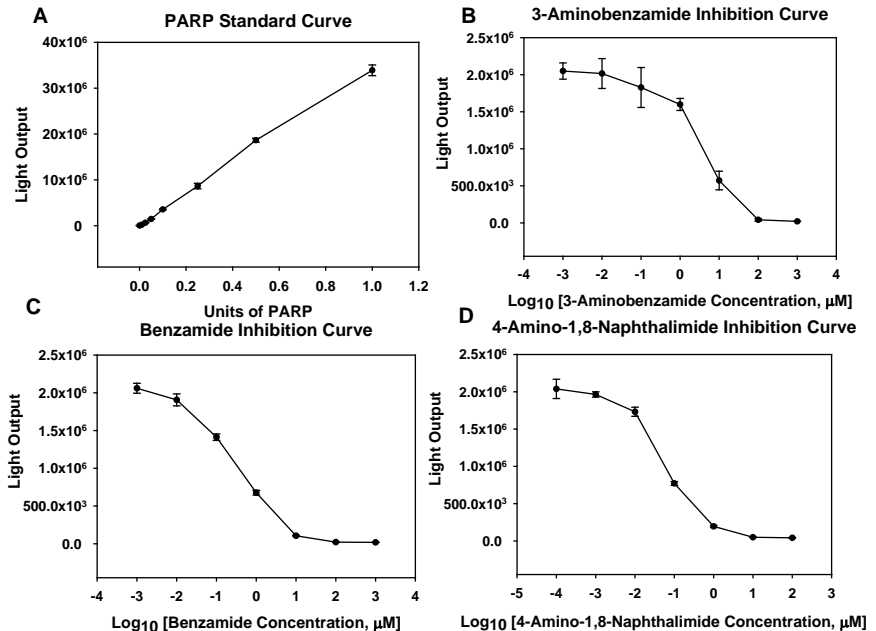 A
PARP Standard Curve
40x10⁶
30x10⁶
20x10⁶
10x10⁶
0
Light Output
0.0 0.2 0.4 0.6 0.8 1.0 1.2
Units of PARP
B
3-Aminobenzamide Inhibition Curve
2.5x10⁶
2.0x10⁶
1.5x10⁶
1.0x10⁶
500.0x10³
0.0
Light Output
-4 -3 -2 -1 0 1 2 3 4
Log10 [3-Aminobenzamide Concentration, μM]
C
Benzamide Inhibition Curve
2.5x10⁶
2.0x10⁶
1.5x10⁶
1.0x10⁶
500.0x10³
0.0
Light Output
-4 -3 -2 -1 0 1 2 3 4
Log10 [Benzamide Concentration, μM]
D
4-Amino-1,8-Naphthalimide Inhibition Curve
2.5x10⁶
2.0x10⁶
1.5x10⁶
1.0x10⁶
500.0x10³
0.0
Light Output
-5 -4 -3 -2 -1 0 1 2 3
Log10 [4-Amino-1,8-Naphthalimide Concentration, μM]